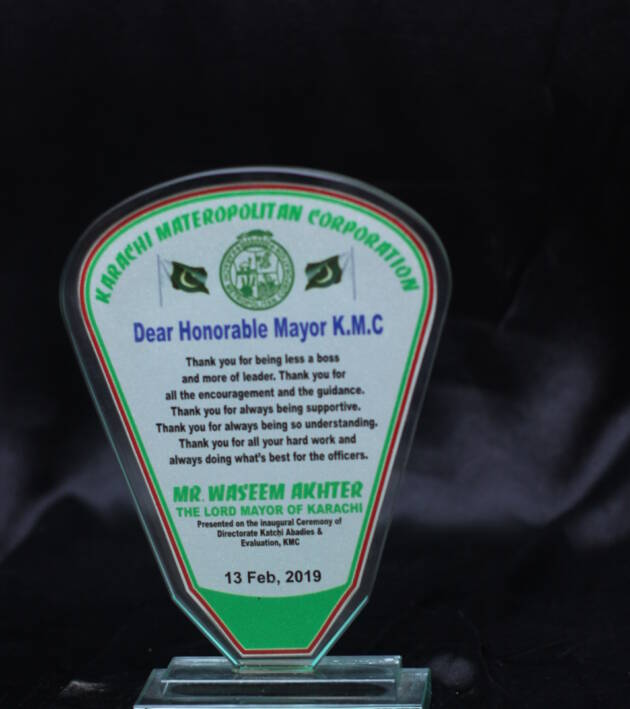 KARACHI MATEROPOLITAN CORPORATION
Dear Honorable Mayor K.M.C
Thank you for being less a boss
and more of leader. Thank you for
all the encouragement and the guidance.
Thank you for always being supportive.
Thank you for always being so understanding.
Thank you for all your hard work and
always doing what's best for the officers.
MR. WASEEM AKHTER
THE LORD MAYOR OF KARACHI
Presented on the inaugural Ceremony of
Directorate Katchi Abadies &
Evaluation, KMC
13 Feb, 2019